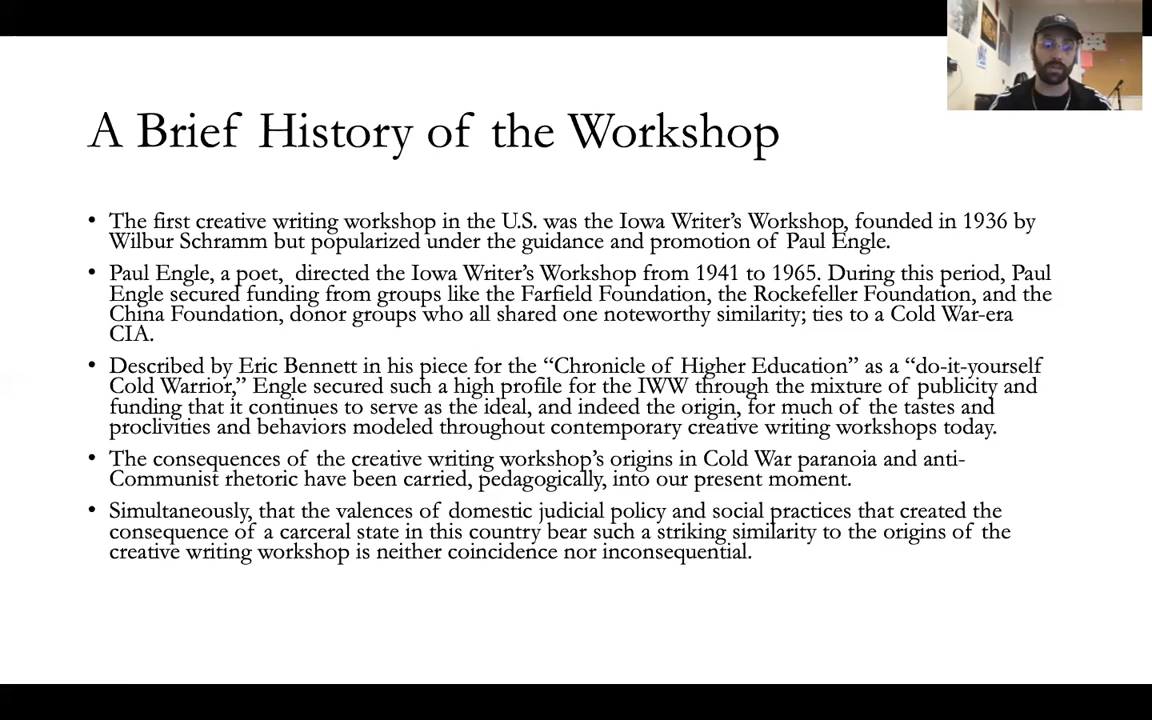 A Brief History of the Workshop
• The first creative writing workshop in the U.S. was the Iowa Writer’s Workshop, founded in 1936 by
Wilbur Schramm but popularized under the guidance and promotion of Paul Engle.
• Paul Engle, a poet, directed the Iowa Writer’s Workshop from 1941 to 1965. During this period, Paul
Engle secured funding from groups like the Farfield Foundation, the Rockefeller Foundation, and the
China Foundation, donor groups who all shared one noteworthy similarity; ties to a Cold War-era
CIA.
• Described by Eric Bennett in his piece for the “Chronicle of Higher Education” as a “do-it-yourself
Cold Warrior,” Engle secured such a high profile for the IWW through the mixture of publicity and
funding that it continues to serve as the ideal, and indeed the origin, for much of the tastes and
proclivities and behaviors modeled throughout contemporary creative writing workshops today.
• The consequences of the creative writing workshop’s origins in Cold War paranoia and anti-
Communist rhetoric have been carried, pedagogically, into our present moment.
• Simultaneously, that the valences of domestic judicial policy and social practices that created the
consequence of a carceral state in this country bear such a striking similarity to the origins of the
creative writing workshop is neither coincidence nor inconsequential.